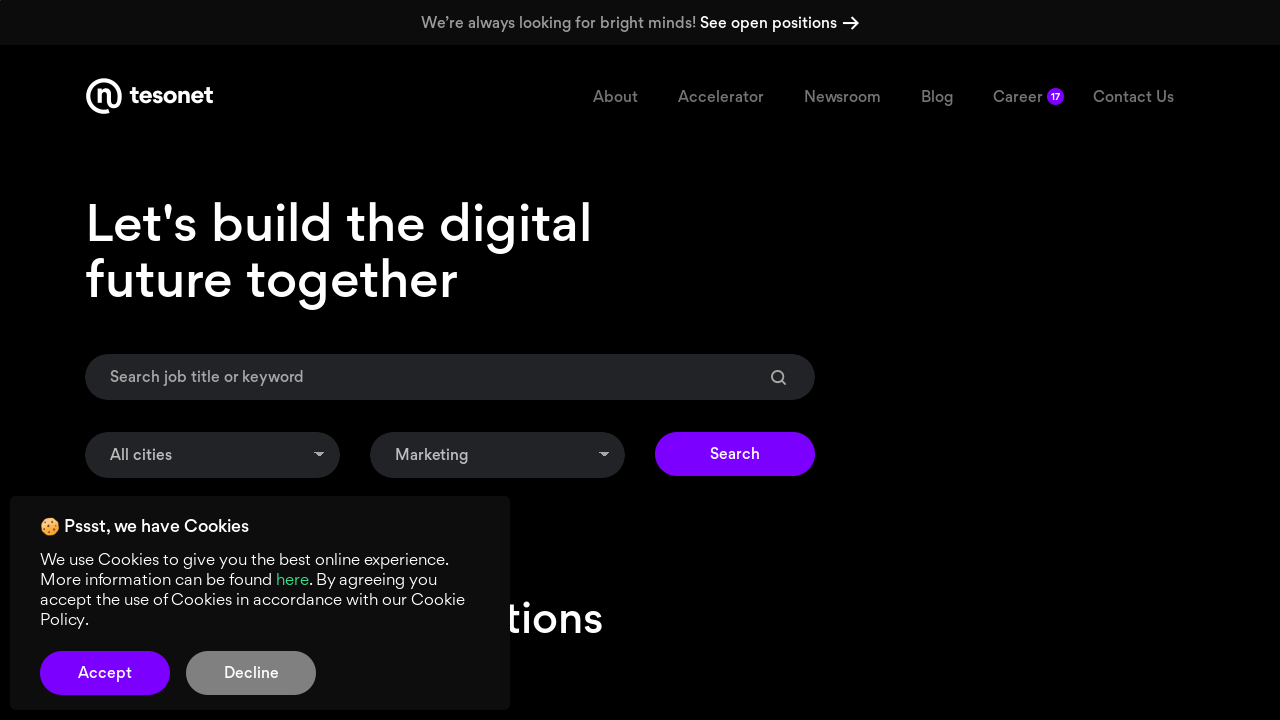 We’re always looking for bright minds! See open positions →
tesonet
About
Accelerator
Newsroom
Blog
Career 17
Contact Us
Let's build the digital
future together
Search job title or keyword
All cities
Marketing
Search
🍪 Pssst, we have Cookies
We use Cookies to give you the best online experience.
More information can be found here. By agreeing you
accept the use of Cookies in accordance with our Cookie
Policy.
Accept
Decline